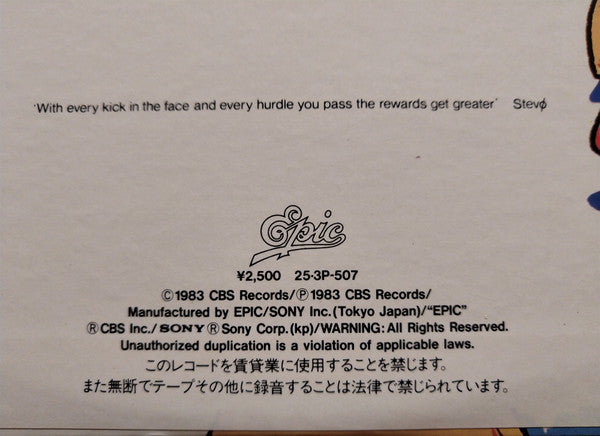 'With every kick in the face and every hurdle you pass the rewards get greater' Stevø
Epic
¥2,500 25・3P-507
Ⓒ1983 CBS Records/Ⓟ1983 CBS Records/
Manufactured by EPIC/SONY Inc.(Tokyo Japan)/“EPIC”
ⓇCBS Inc./SONYⓇSony Corp.(kp)/WARNING: All Rights Reserved.
Unauthorized duplication is a violation of applicable laws.
このレコードを賃貸業に使用することを禁じます。
また無断でテープその他に録音することは法律で禁じられています。